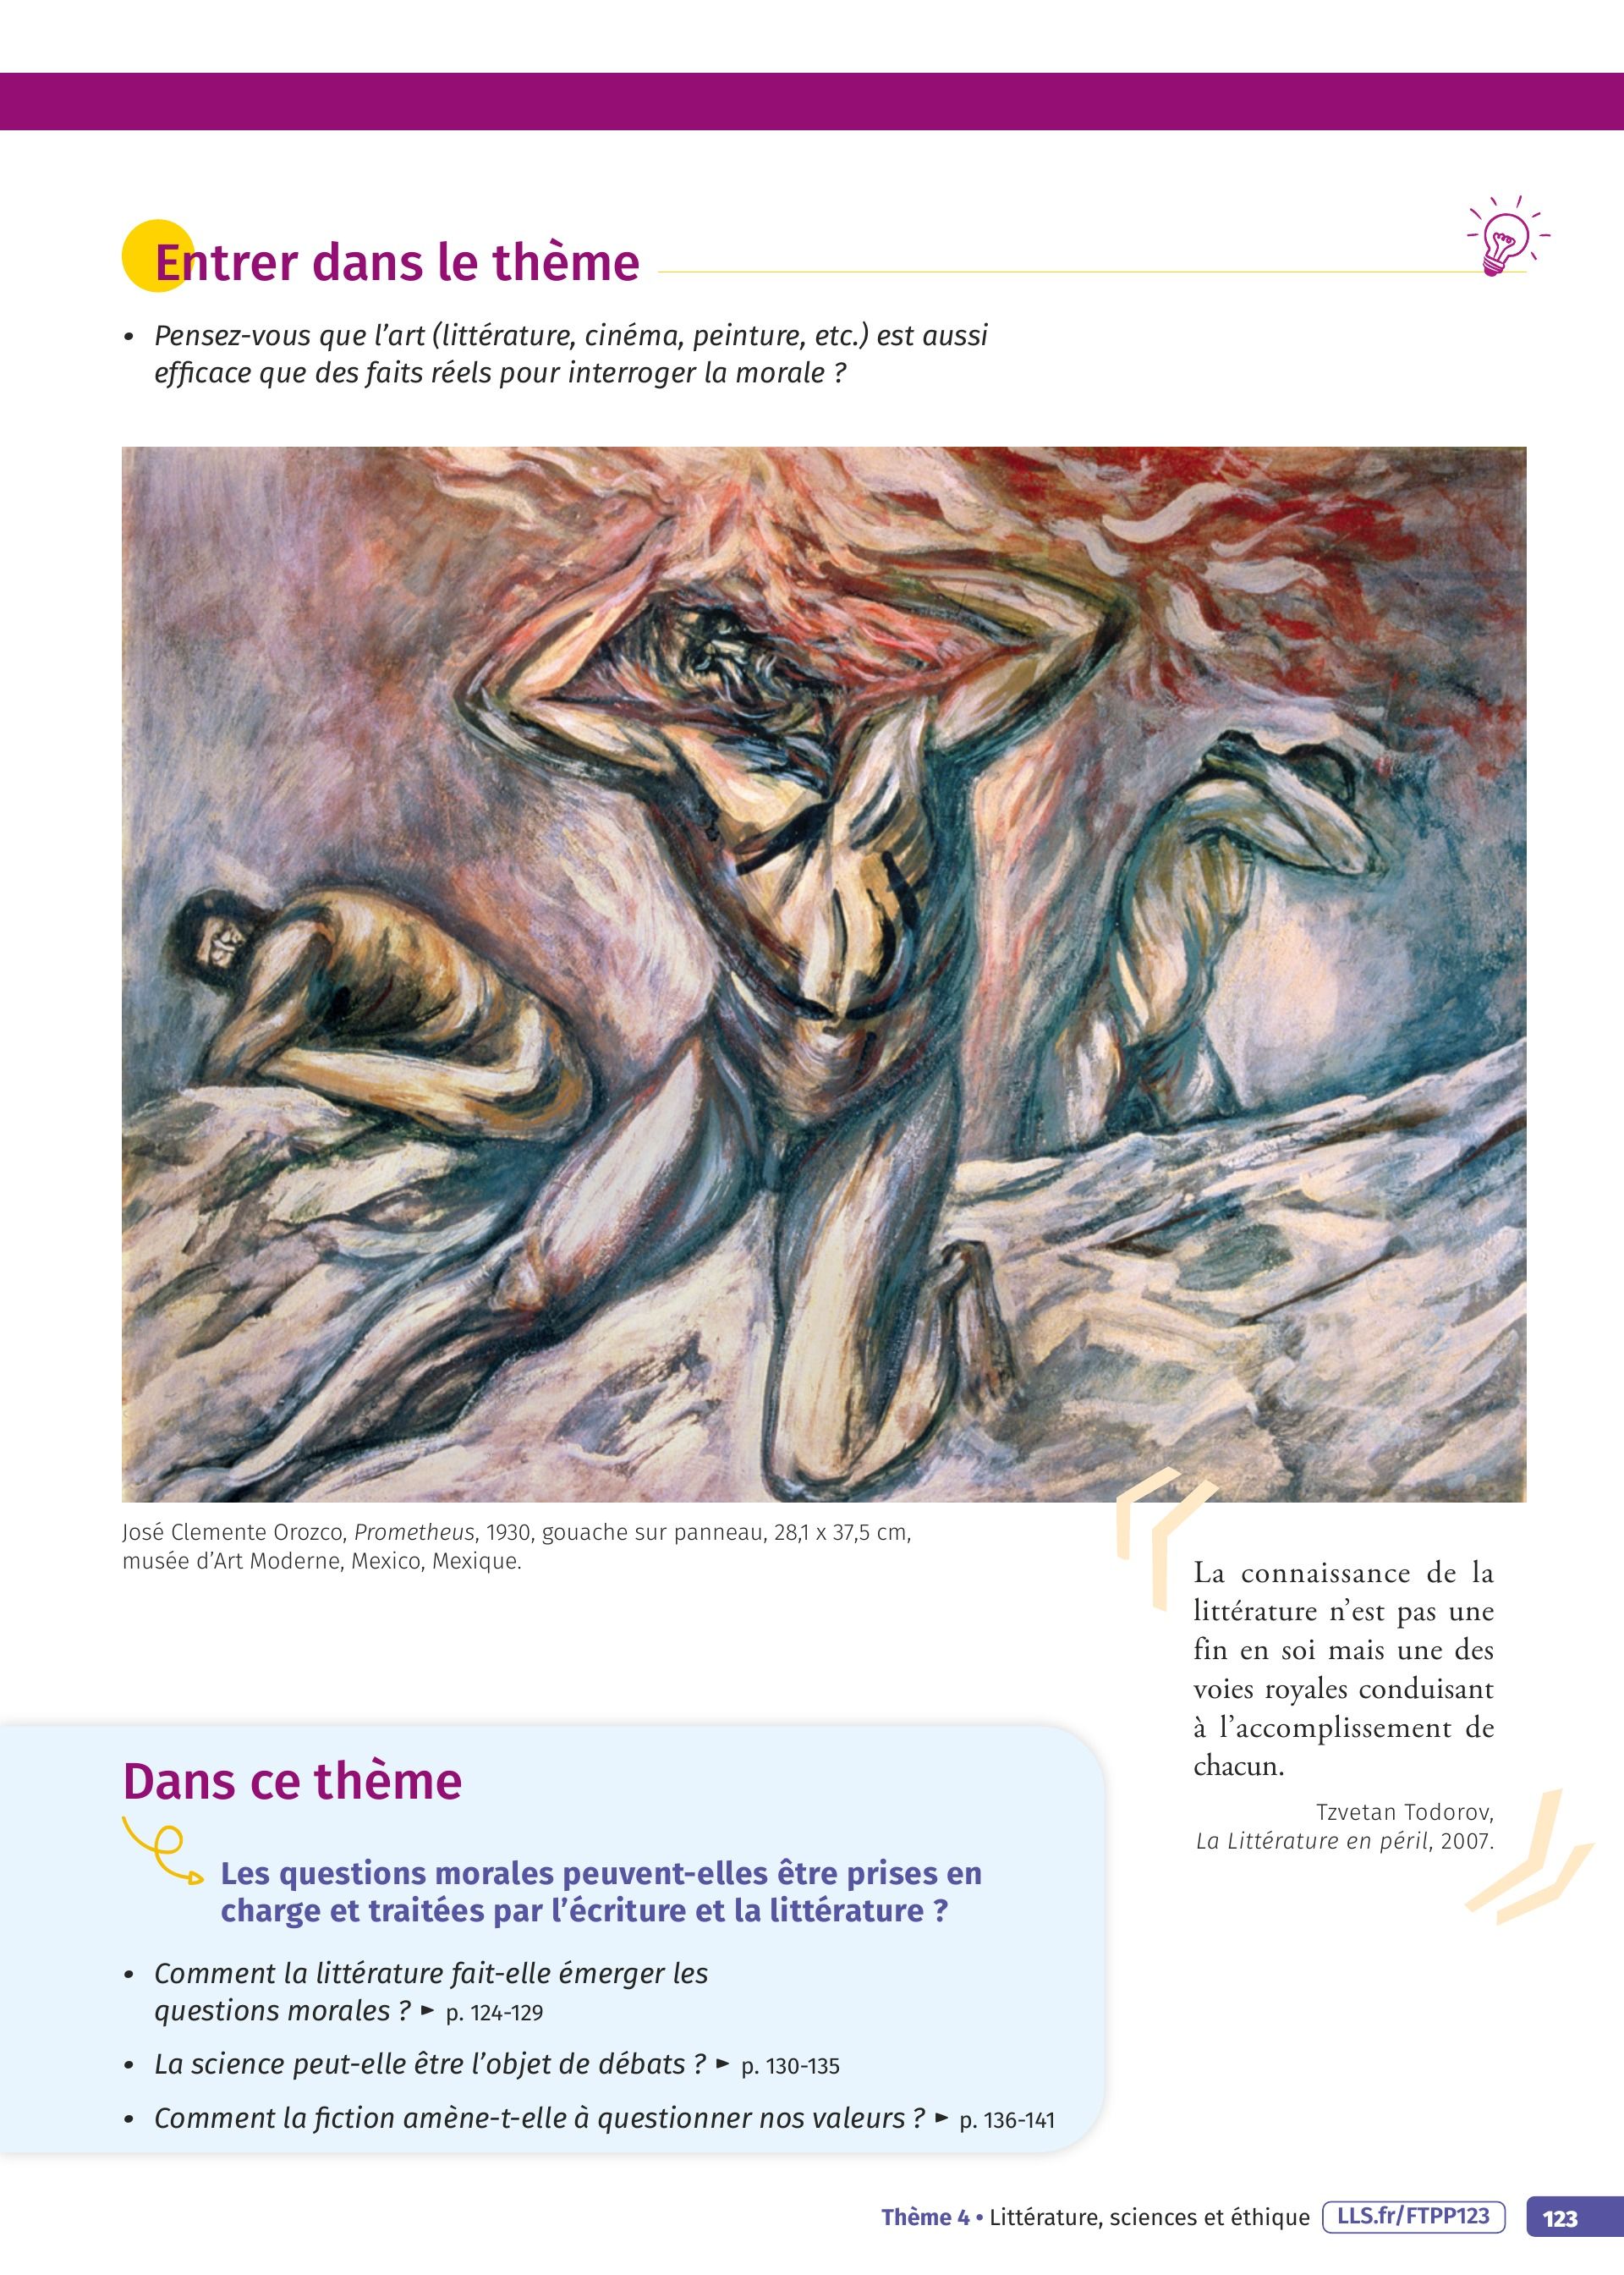 Entrer dans le thème
• Pensez-vous que l’art (littérature, cinéma, peinture, etc.) est aussi
efficace que des faits réels pour interroger la morale ?
José Clemente Orozco, Prometheus, 1930, gouache sur panneau, 28,1 x 37,5 cm,
musée d’Art Moderne, Mexico, Mexique.
La connaissance de la
littérature n’est pas une
fin en soi mais une des
voies royales conduisant
à l’accomplissement de
chacun.
Tzvetan Todorov,
La Littérature en péril, 2007.
Dans ce thème
Les questions morales peuvent-elles être prises en
charge et traitées par l’écriture et la littérature ?
• Comment la littérature fait-elle émerger les
questions morales ? ► p. 124-129
• La science peut-elle être l’objet de débats ? ► p. 130-135
• Comment la fiction amène-t-elle à questionner nos valeurs ? ► p. 136-141
Thème 4 • Littérature, sciences et éthique LLS.fr/FTPP123 123